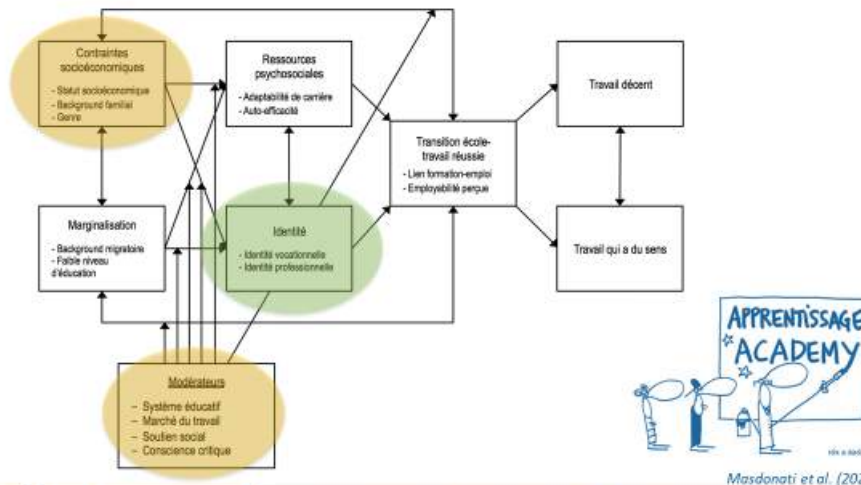 Contraintes
socioéconomiques
- Statut socioéconomique
- Background familial
- Genre
Ressources
psychosociales
- Adaptabilité de carrière
- Auto-efficacité
Travail décent
Transition école-
travail réussie
- Lien formation-emploi
- Employabilité perçue
Marginalisation
- Background migratoire
- Faible niveau
d'éducation
Identité
- Identité vocationnelle
- Identité professionnelle
Travail qui a du sens
Modérateurs
– Système éducatif
– Marché du travail
– Soutien social
– Conscience critique
APPRENTISSAGE
ACADEMY
Masdonati et al. (202